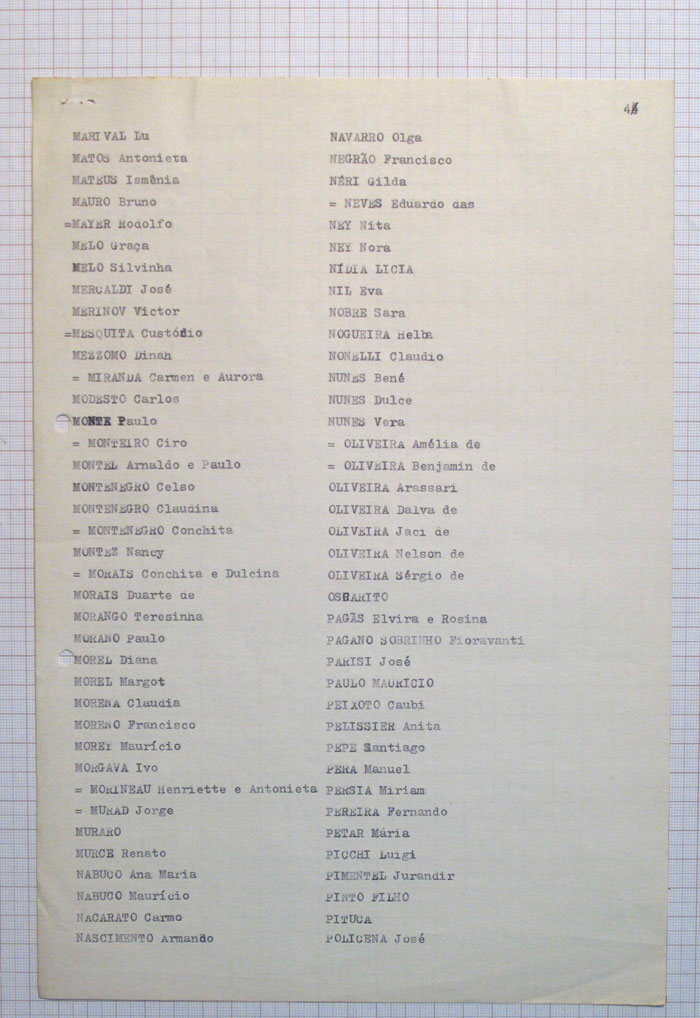 MARIVAL Lu
MATOS Antonieta
MATEUS Ismênia
MAURO Bruno
=MAYER Rodolfo
MELO Graça
MELO Silvinha
MERCALDI José
MERINOV Victor
=MESQUITA Custódio
MEZZOMO Dinah
= MIRANDA Carmen e Aurora
MODESTO Carlos
MONTE Paulo
= MONTEIRO Ciro
MONTEL Arnaldo e Paulo
MONTENEGRO Celso
MONTENEGRO Claudina
= MONTENEGRO Conchita
MONTEZ Nancy
= MORAIS Conchita e Dulcina
MORAIS Duarte de
MORANGO Teresinha
MORANO Paulo
MOREL Diana
MOREL Margot
MORENA Claudia
MORENO Francisco
MOREY Maurício
MORGAVA Ivo
= MORINEAU Henriette e Antonieta
= MURAD Jorge
MURARO
MURCE Renato
NABUCO Ana Maria
NABUCO Maurício
NACARATO Carmo
NASCIMENTO Armando
NAVARRO Olga
NEGRÃO Francisco
NÉRI Gilda
= NEVES Eduardo das
NEY Nita
NEY Nora
NÍDIA LICIA
NIL Eva
NOBRE Sara
NOGUEIRA Helba
NONELLI Claudio
NUNES Bené
NUNES Dulce
NUNES Vera
= OLIVEIRA Amélia de
= OLIVEIRA Benjamin de
OLIVEIRA Arassari
OLIVEIRA Dalva de
OLIVEIRA Jaci de
OLIVEIRA Nelson de
OLIVEIRA Sérgio de
OSCARITO
PAGÃS Elvira e Rosina
PAGANO SOBRINHO Fioravanti
PARISI José
PAULO MAURÍCIO
PEIXOTO Caubi
PELISSIER Anita
PEPE Santiago
PERA Manuel
PERSIA Miriam
PEREIRA Fernando
PETAR Mária
PICCHI Luigi
PIMENTEL Jurandir
PINTO FILHO
PITUCA
POLICENA José